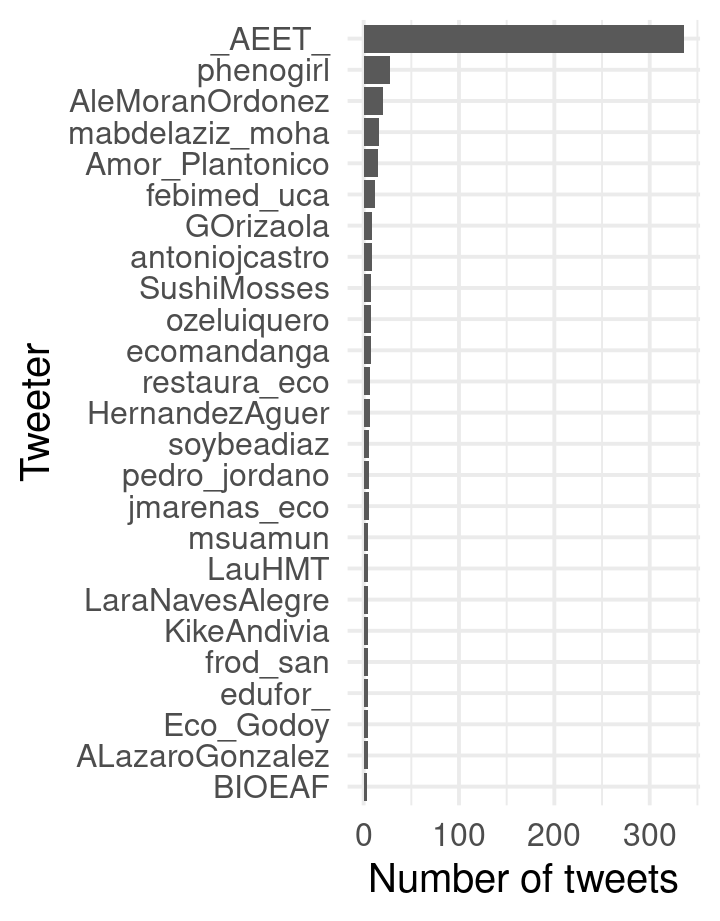 _AEET_
phenogirl
AleMoranOrdonez
mabdelaziz_moha
Amor_Plantonico
febimed_uca
GOrizaola
antoniojcastro
SushiMosses
ozeluiquero
ecomandanga
restaura_eco
HernandezAguer
soybeadiaz
pedro_jordano
jmarenas_eco
msuamun
LauHMT
LaraNavesAlegre
KikeAndivia
frod_san
edufor_
Eco_Godoy
ALazaroGonzalez
BIOEAF
Tweeter
0 100 200 300
Number of tweets